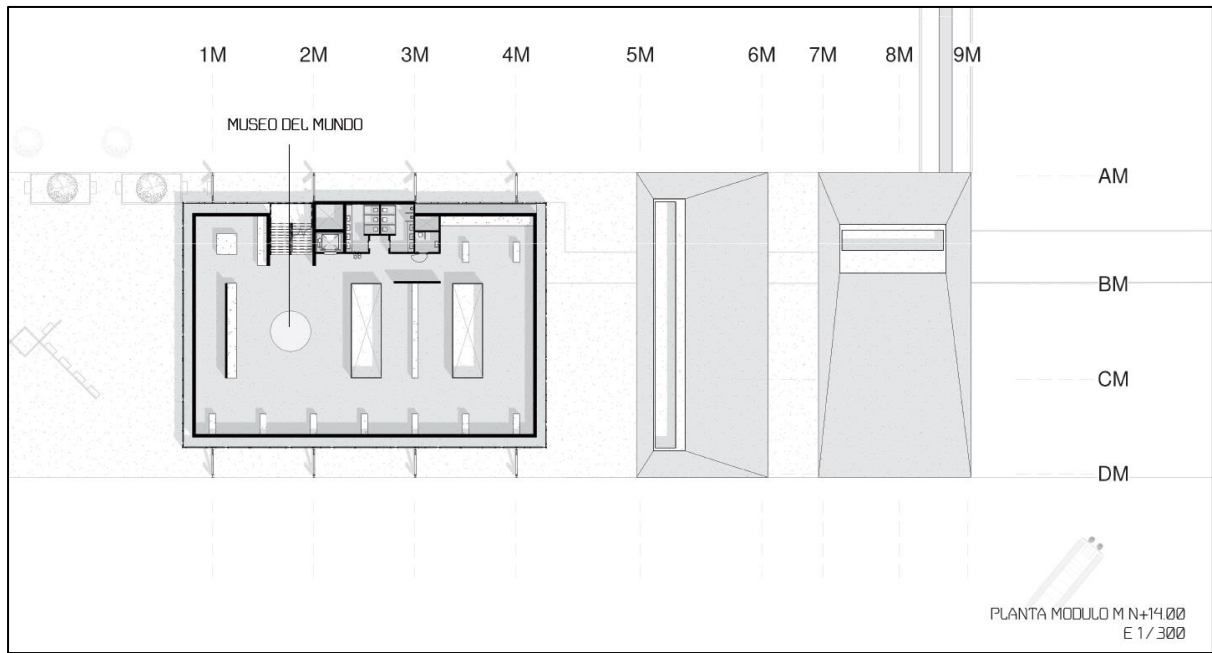 1M 2M 3M 4M 5M 6M 7M 8M 9M
MUSEO DEL MUNDO
AM
BM
CM
DM
PLANTA MODULO M N+14.00
E 1/300